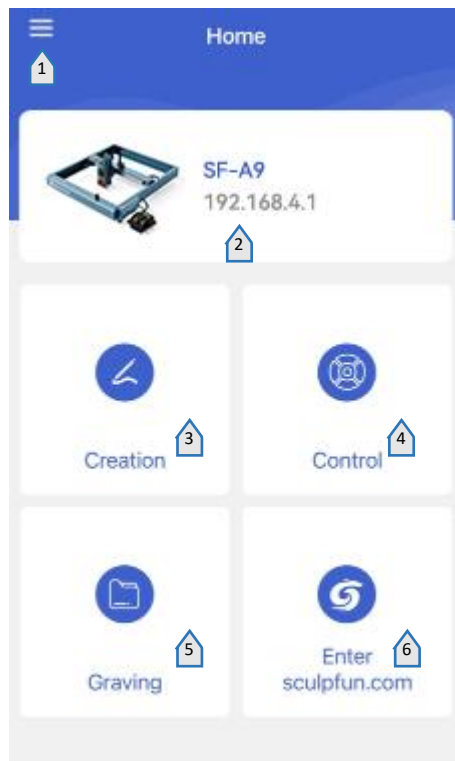 Home
1
SF-A9
192.168.4.1
2
3
Creation
4
Control
5
Graving
6
Enter
sculpfun.com